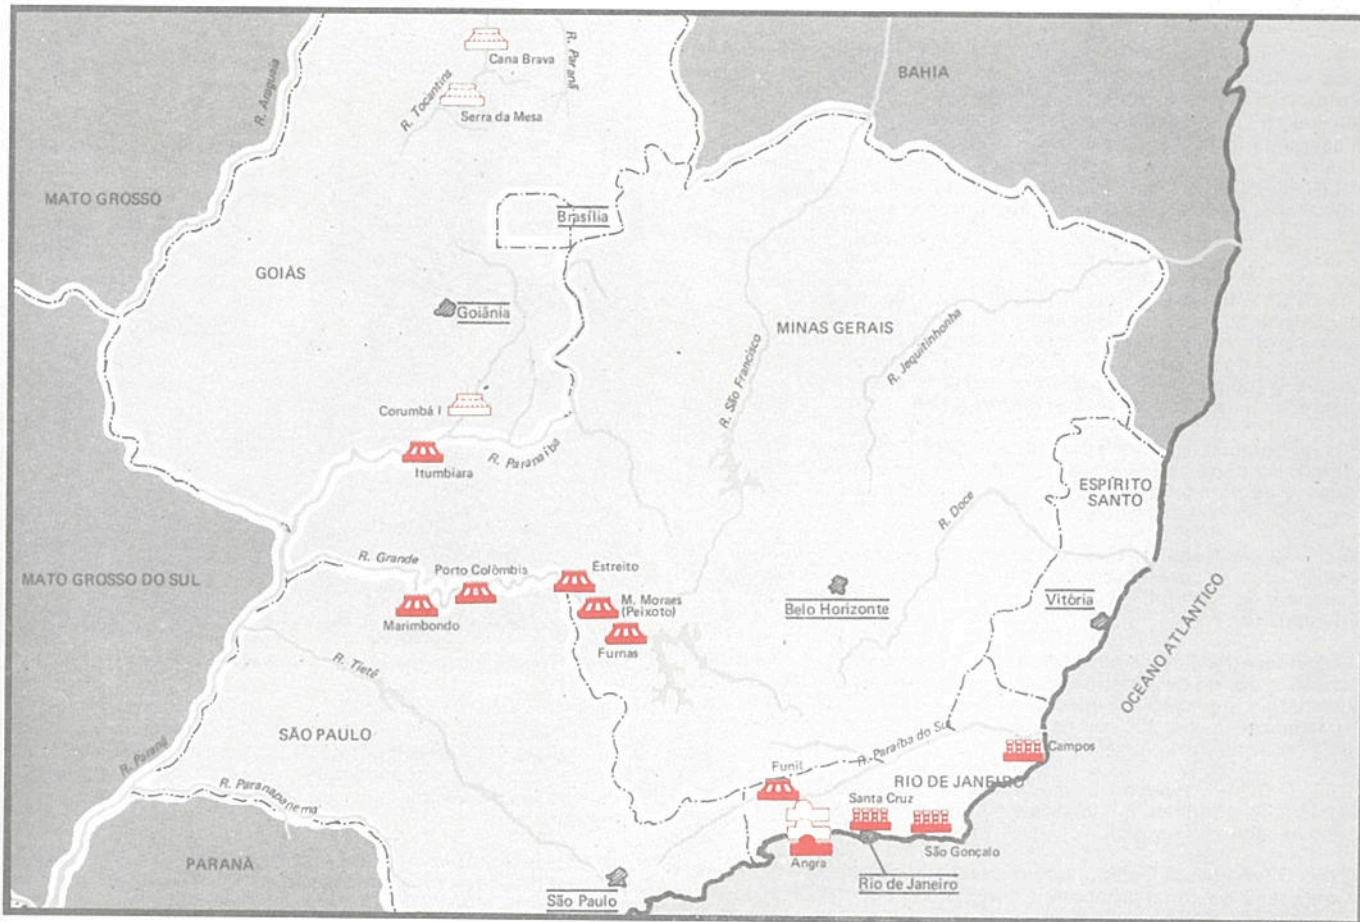 Cana Brava
R. Paranã
BAHIA
R. Araguaia
R. Tocantins
Serra da Mesa
MATO GROSSO
Brasília
GOIÁS
Goiânia
MINAS GERAIS
R. São Francisco
R. Jequitinhonha
Corumbá I
Itumbiara
R. Paranaíba
ESPÍRITO
SANTO
R. Doce
MATO GROSSO DO SUL
R. Grande
Porto Colômbia
Estreito
M. Moraes
(Peixoto)
Marimbondo
Furnas
Belo Horizonte
Vitória
OCEANO ATLÂNTICO
R. Tietê
SÃO PAULO
R. Paraná
R. Paranapanema
R. Paraíba do Sul
Campos
Funil
RIO DE JANEIRO
Santa Cruz
São Gonçalo
Angra
PARANÁ
Rio de Janeiro
São Paulo